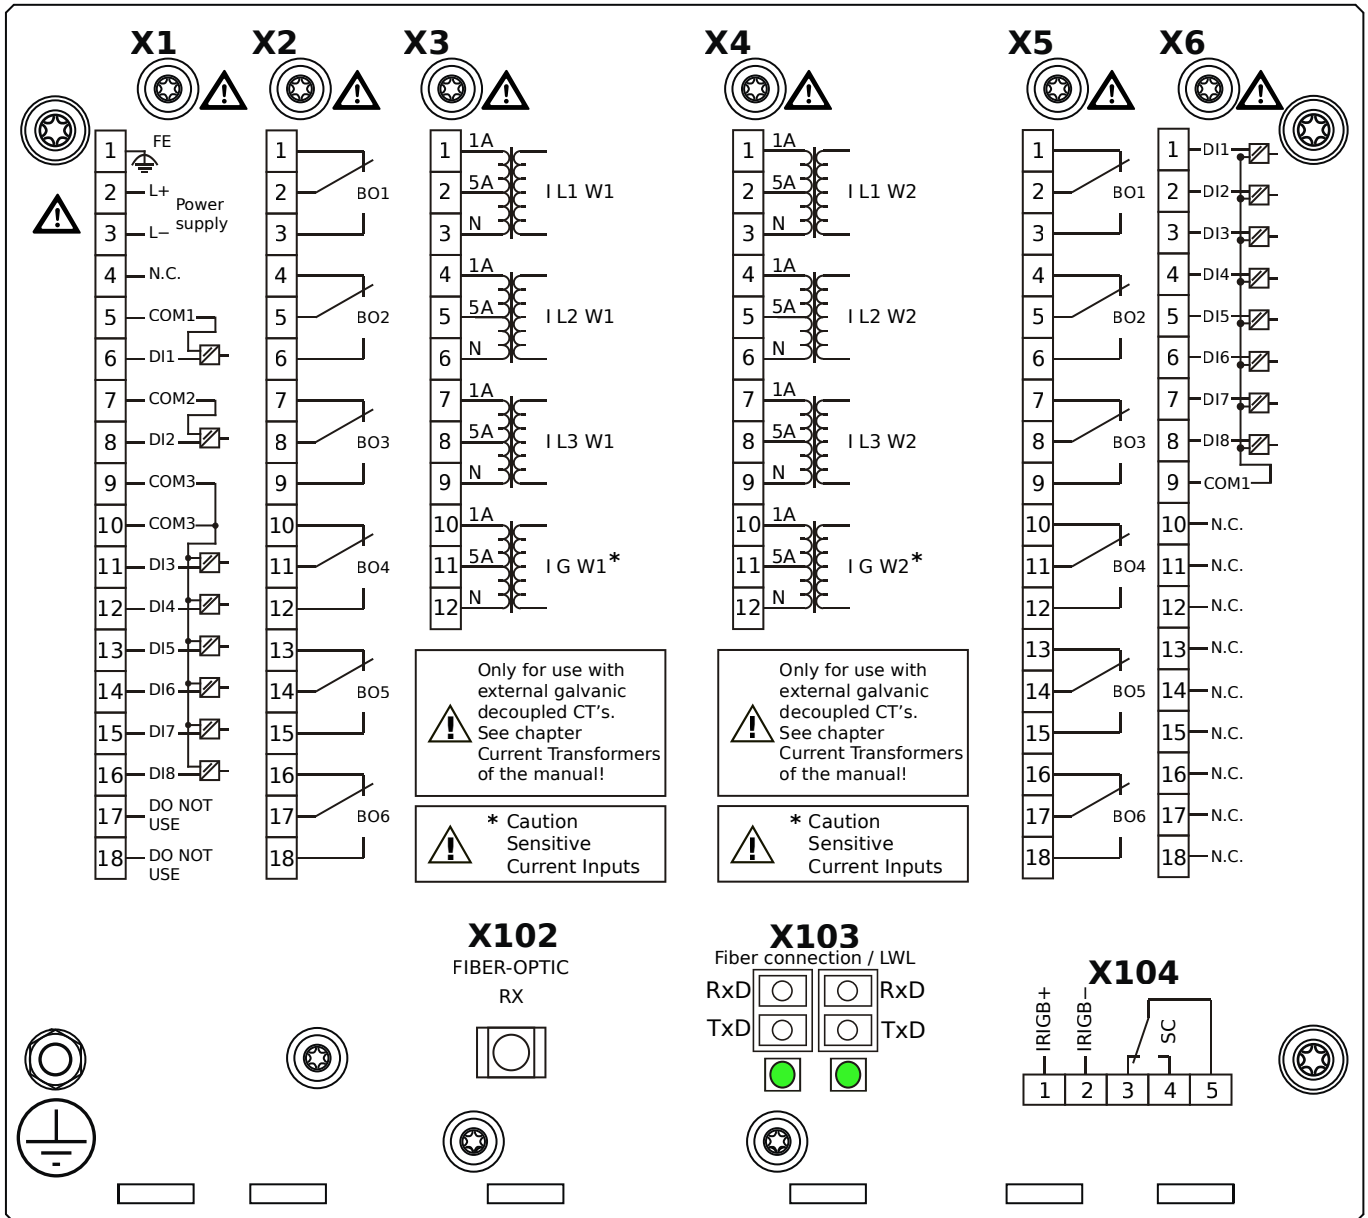 X1
X2
X3
X4
X5
X6
1 FE
2 L+
Power
supply
3 L−
4 N.C.
5 COM1
6 DI1
7 COM2
8 DI2
9 COM3
10 COM3
11 DI3
12 DI4
13 DI5
14 DI6
15 DI7
16 DI8
17 DO NOT
USE
18 DO NOT
USE
1
2 BO1
3
4
5 BO2
6
7
8 BO3
9
10
11 BO4
12
13
14 BO5
15
16
17 BO6
18
1 1A
2 5A I L1 W1
3 N
4 1A
5 5A I L2 W1
6 N
7 1A
8 5A I L3 W1
9 N
10 1A
11 5A I G W1*
12 N
Only for use with
external galvanic
decoupled CT's.
See chapter
Current Transformers
of the manual!
* Caution
Sensitive
Current Inputs
1 1A
2 5A I L1 W2
3 N
4 1A
5 5A I L2 W2
6 N
7 1A
8 5A I L3 W2
9 N
10 1A
11 5A I G W2*
12 N
Only for use with
external galvanic
decoupled CT's.
See chapter
Current Transformers
of the manual!
* Caution
Sensitive
Current Inputs
1
2 BO1
3
4
5 BO2
6
7
8 BO3
9
10
11 BO4
12
13
14 BO5
15
16
17 BO6
18
1 DI1
2 DI2
3 DI3
4 DI4
5 DI5
6 DI6
7 DI7
8 DI8
9 COM1
10 N.C.
11 N.C.
12 N.C.
13 N.C.
14 N.C.
15 N.C.
16 N.C.
17 N.C.
18 N.C.
X102
FIBER-OPTIC
RX
X103
Fiber connection / LWL
RxD RxD
TxD TxD
X104
IRIGB+
IRIGB−
SC
1 2 3 4 5